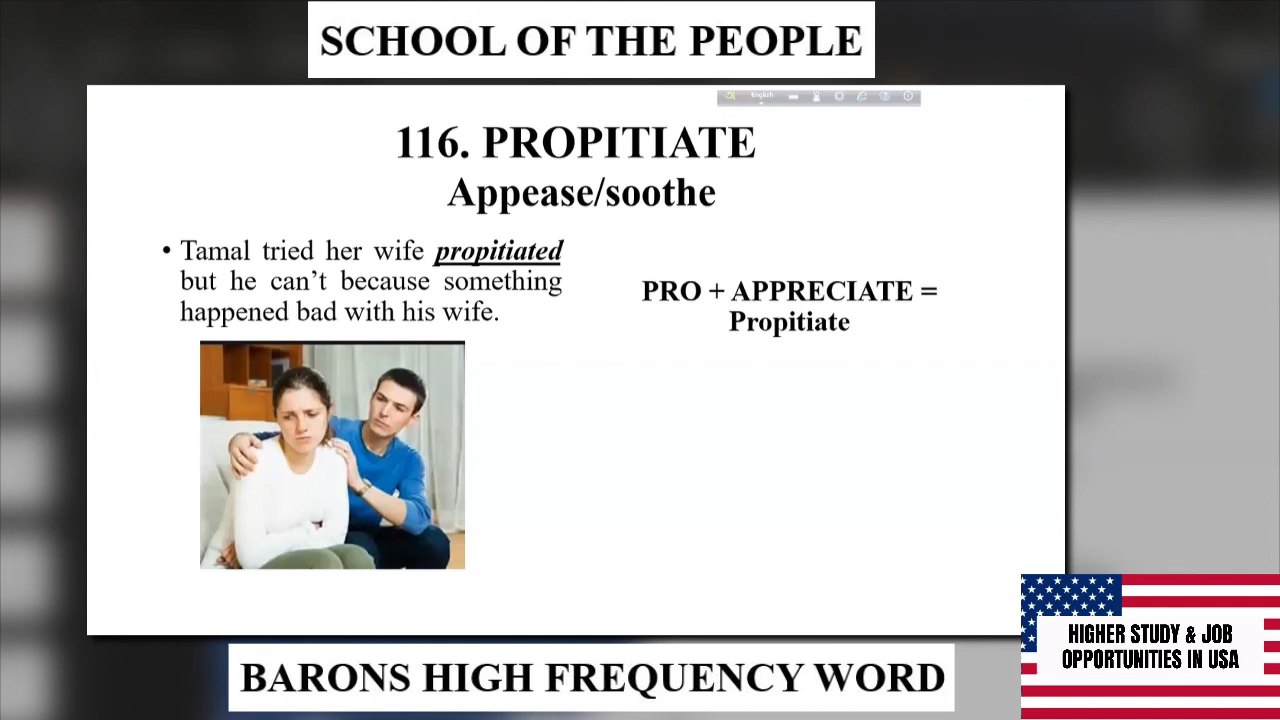 SCHOOL OF THE PEOPLE
English
116. PROPITIATE
Appease/soothe
• Tamal tried her wife propitiated
but he can’t because something
happened bad with his wife.
PRO + APPRECIATE =
Propitiate
HIGHER STUDY & JOB
OPPORTUNITIES IN USA
BARONS HIGH FREQUENCY WORD